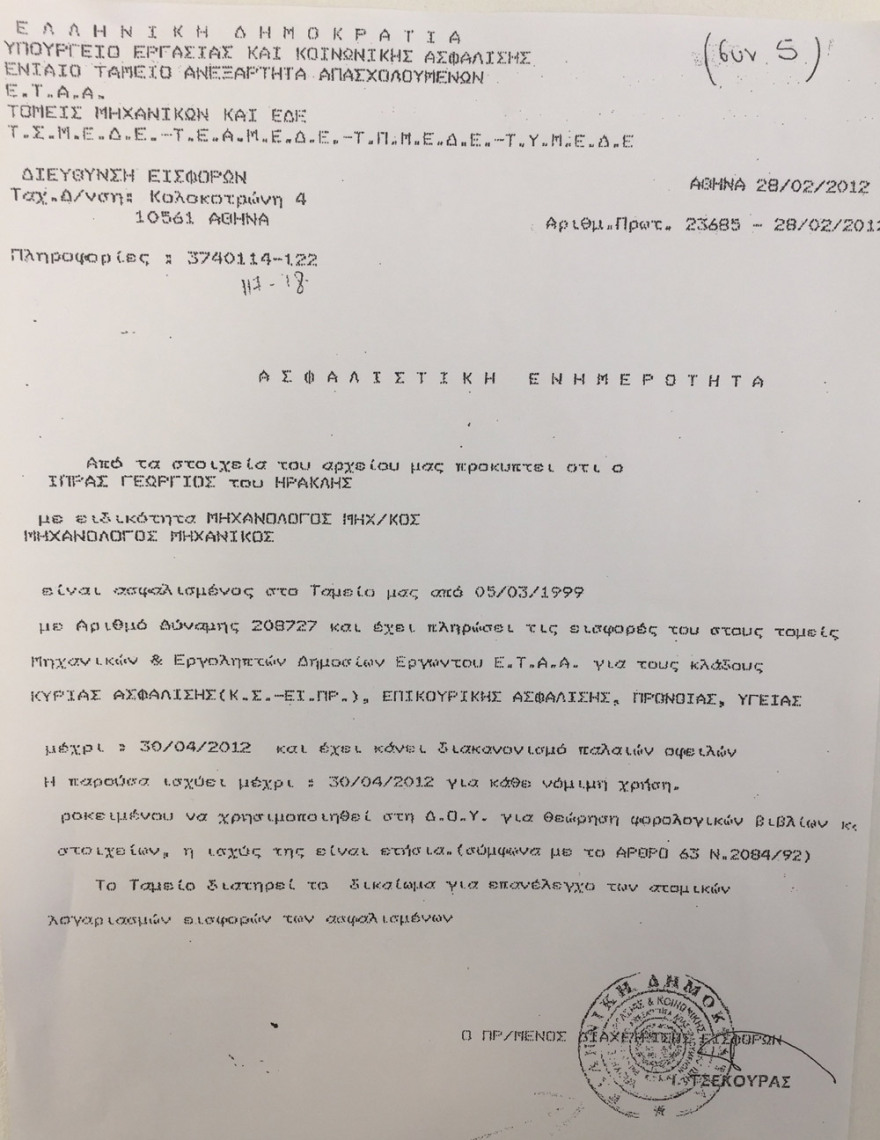 ΕΛΛΗΝΙΚΗ ΔΗΜΟΚΡΑΤΙΑ
(συν 5)
ΥΠΟΥΡΓΕΙΟ ΕΡΓΑΣΙΑΣ ΚΑΙ ΚΟΙΝΩΝΙΚΗΣ ΑΣΦΑΛΙΣΗΣ
ΕΝΙΑΙΟ ΤΑΜΕΙΟ ΑΝΕΞΑΡΤΗΤΑ ΑΠΑΣΧΟΛΟΥΜΕΝΩΝ
Ε.Τ.Α.Α.
ΤΟΜΕΙΣ ΜΗΧΑΝΙΚΩΝ ΚΑΙ ΕΔΕ
Τ.Σ.Μ.Ε.Δ.Ε.-Τ.Ε.Α.Μ.Ε.Δ.Ε.-Τ.Π.Μ.Ε.Δ.Ε.-Τ.Υ.Μ.Ε.Δ.Ε
ΔΙΕΥΘΥΝΣΗ ΕΙΣΦΟΡΩΝ
ΑΘΗΝΑ 28/02/2012
Ταχ.Δ/νση: Κολοκοτρώνη 4
10561 ΑΘΗΝΑ
Αριθμ.Πρωτ. 23685 - 28/02/2012
Πληροφορίες : 3740114-122
117-18
ΑΣΦΑΛΙΣΤΙΚΗ ΕΝΗΜΕΡΟΤΗΤΑ
Από τα στοιχεία του αρχείου μας προκυπτει οτι ο
ΙΠΡΑΣ ΓΕΩΡΓΙΟΣ του ΗΡΑΚΛΗΣ
με ειδικότητα ΜΗΧΑΝΟΛΟΓΟΣ ΜΗΧ/ΚΟΣ
ΜΗΧΑΝΟΛΟΓΟΣ ΜΗΧΑΝΙΚΟΣ
είναι ασφαλισμένος στο Ταμείο μας από 05/03/1999
με Αριθμό Δύναμης 208727 και έχει πληρώσει τις εισφορές του στους τομείς
Μηχανικών & Εργοληπτών Δημοσίων Εργωντου Ε.Τ.Α.Α. για τους κλάδους
ΚΥΡΙΑΣ ΑΣΦΑΛΙΣΗΣ(Κ.Σ.-ΕΙ.ΠΡ.), ΕΠΙΚΟΥΡΙΚΗΣ ΑΣΦΑΛΙΣΗΣ, ΠΡΟΝΟΙΑΣ, ΥΓΕΙΑΣ
μέχρι : 30/04/2012 και έχει κάνει διακανονισμό παλαιών οφειλών
Η παρούσα ισχύει μέχρι : 30/04/2012 για κάθε νόμιμη χρήση.
ροκειμένου να χρησιμοποιηθεί στη Δ.Ο.Υ. για θεώρηση φορολογικών βιβλίων κ
στοιχείων, η ισχύς της είναι ετήσια.(σύμφωνα με το ΑΡΘΡΟ 63 Ν.2084/92)
Το Ταμείο διατηρεί το δικαίωμα για επανέλεγχο των ατομικών
λογαριασμών εισφορών των ασφαλισμένων
Ο ΠΡ/ΜΕΝΟΣ ΔΙΑΧΕΙΡΙΣΗΣ ΕΙΣΦΟΡΩΝ
Ι. ΤΣΕΚΟΥΡΑΣ
ΕΛΛΗΝΙΚΗ ΔΗΜΟΚΡΑΤΙΑ